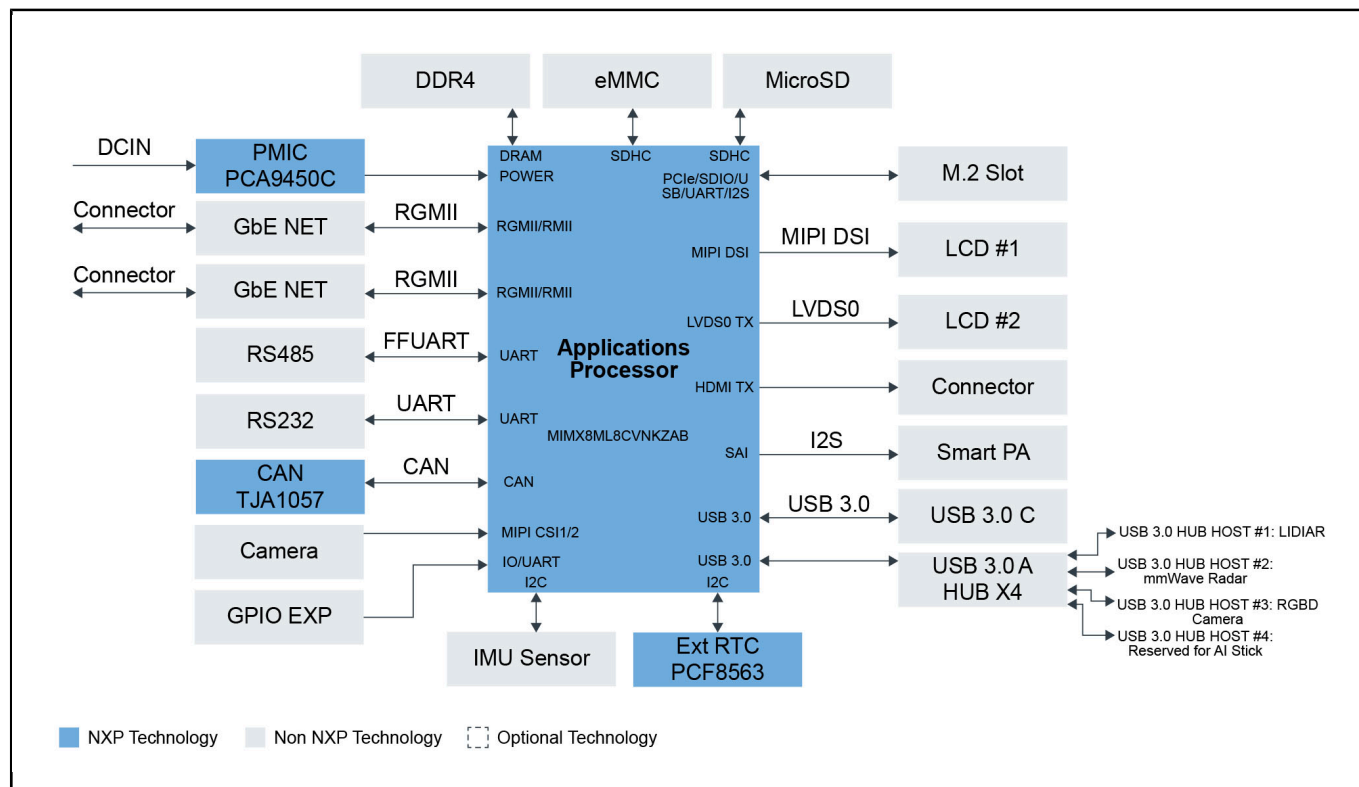 DDR4
eMMC
MicroSD
DCIN
PMIC
PCA9450C
DRAM
POWER
SDHC
SDHC
PCIe/SDIO/U
SB/UART/I2S
M.2 Slot
Connector
GbE NET
RGMII
RGMII/RMII
MIPI DSI
MIPI DSI
LCD #1
Connector
GbE NET
RGMII
RGMII/RMII
LVDS0 TX
LVDS0
LCD #2
RS485
FFUART
UART
Applications
Processor
HDMI TX
Connector
RS232
UART
UART
MIMX8ML8CVNKZAB
SAI
I2S
Smart PA
CAN
TJA1057
CAN
CAN
USB 3.0
USB 3.0
USB 3.0 C
Camera
MIPI CSI1/2
IO/UART
I2C
USB 3.0
I2C
USB 3.0 A
HUB X4
USB 3.0 HUB HOST #1: LIDIAR
USB 3.0 HUB HOST #2:
mmWave Radar
USB 3.0 HUB HOST #3: RGBD
Camera
USB 3.0 HUB HOST #4:
Reserved for AI Stick
GPIO EXP
IMU Sensor
Ext RTC
PCF8563
NXP Technology
Non NXP Technology
Optional Technology